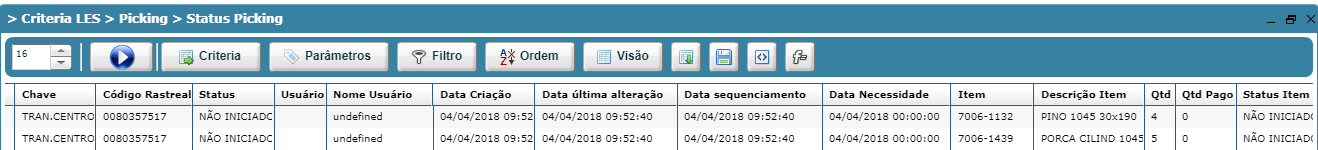 > Criteria LES > Picking > Status Picking
16 Criteria Parâmetros Filtro Ordem Visão
Chave Código Rastreal Status Usuário Nome Usuário Data Criação Data última alteração Data sequenciamento Data Necessidade Item Descrição Item Qtd Qtd Pago Status Item
TRAN.CENTRO 0080357517 NÃO INICIADO undefined 04/04/2018 09:52 04/04/2018 09:52:40 04/04/2018 09:52:40 04/04/2018 00:00:00 7006-1132 PINO 1045 30x190 4 0 NÃO INICIADO
TRAN.CENTRO 0080357517 NÃO INICIADO undefined 04/04/2018 09:52 04/04/2018 09:52:40 04/04/2018 09:52:40 04/04/2018 00:00:00 7006-1439 PORCA CILIND 1045 5 0 NÃO INICIADO